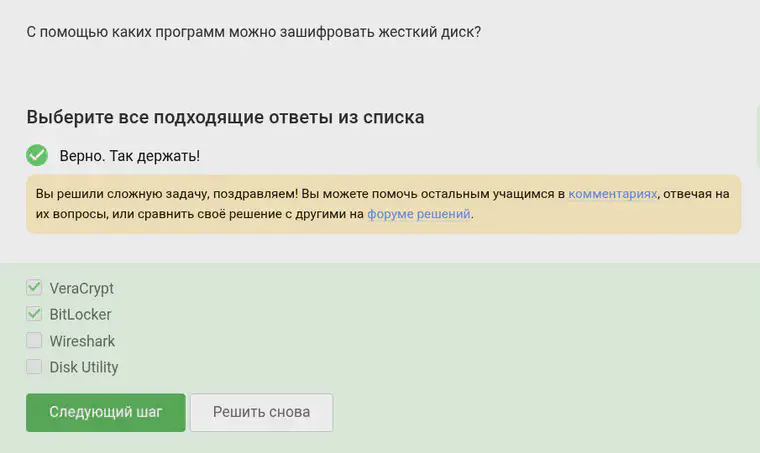 С помощью каких программ можно зашифровать жесткий диск?
Выберите все подходящие ответы из списка
Верно. Так держать!
Вы решили сложную задачу, поздравляем! Вы можете помочь остальным учащимся в комментариях, отвечая на
их вопросы, или сравнить своё решение с другими на форуме решений.
VeraCrypt
BitLocker
Wireshark
Disk Utility
Следующий шаг
Решить снова